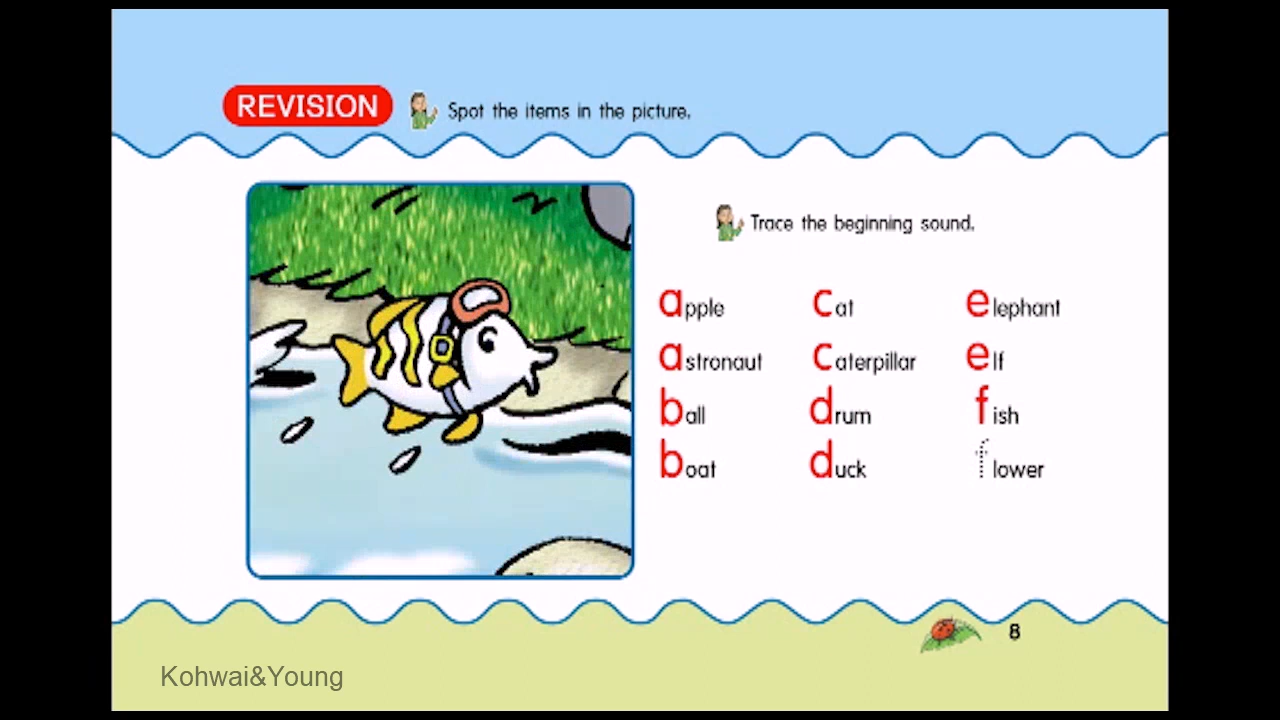 REVISION Spot the items in the picture.
Trace the beginning sound.
apple cat elephant
astronaut caterpillar elf
ball drum fish
boat duck flower
8
Kohwai&Young